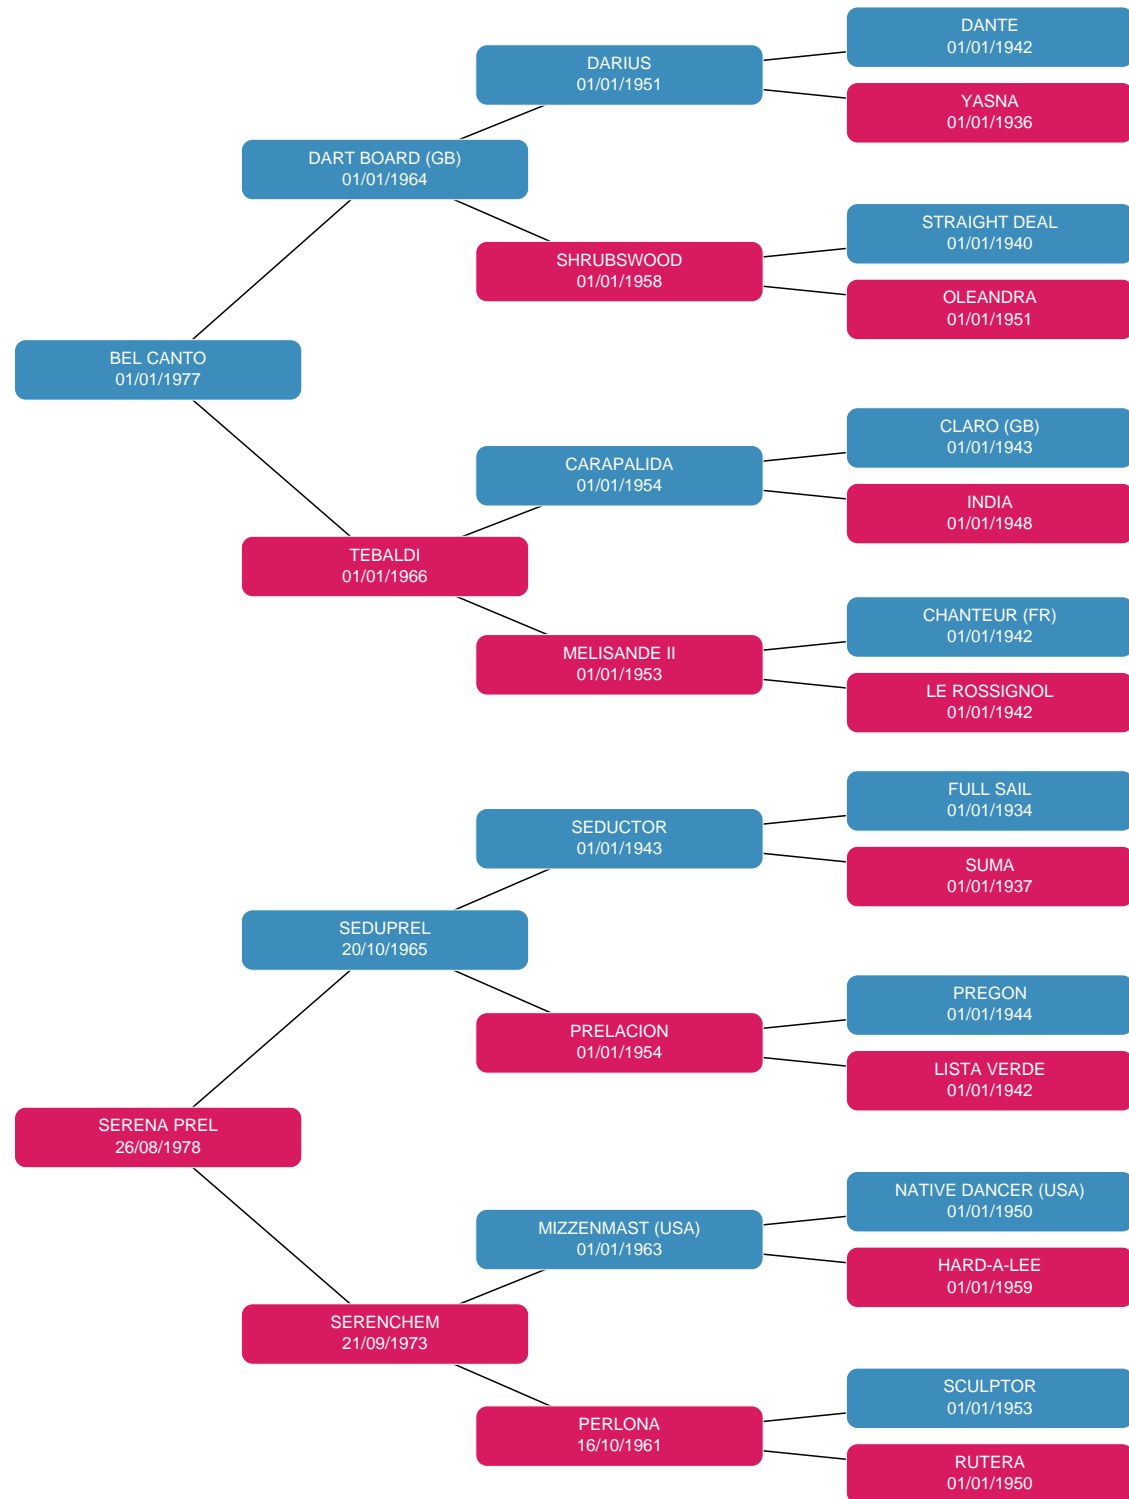 DANTE
01/01/1942
DARIUS
01/01/1951
YASNA
01/01/1936
DART BOARD (GB)
01/01/1964
STRAIGHT DEAL
01/01/1940
SHRUBSWOOD
01/01/1958
OLEANDRA
01/01/1951
BEL CANTO
01/01/1977
CLARO (GB)
01/01/1943
CARAPALIDA
01/01/1954
INDIA
01/01/1948
TEBALDI
01/01/1966
CHANTEUR (FR)
01/01/1942
MELISANDE II
01/01/1953
LE ROSSIGNOL
01/01/1942
FULL SAIL
01/01/1934
SEDUCTOR
01/01/1943
SUMA
01/01/1937
SEDUPREL
20/10/1965
PREGON
01/01/1944
PRELACION
01/01/1954
LISTA VERDE
01/01/1942
SERENA PREL
26/08/1978
NATIVE DANCER (USA)
01/01/1950
MIZZENMAST (USA)
01/01/1963
HARD-A-LEE
01/01/1959
SERENCHEM
21/09/1973
SCULPTOR
01/01/1953
PERLONA
16/10/1961
RUTERA
01/01/1950